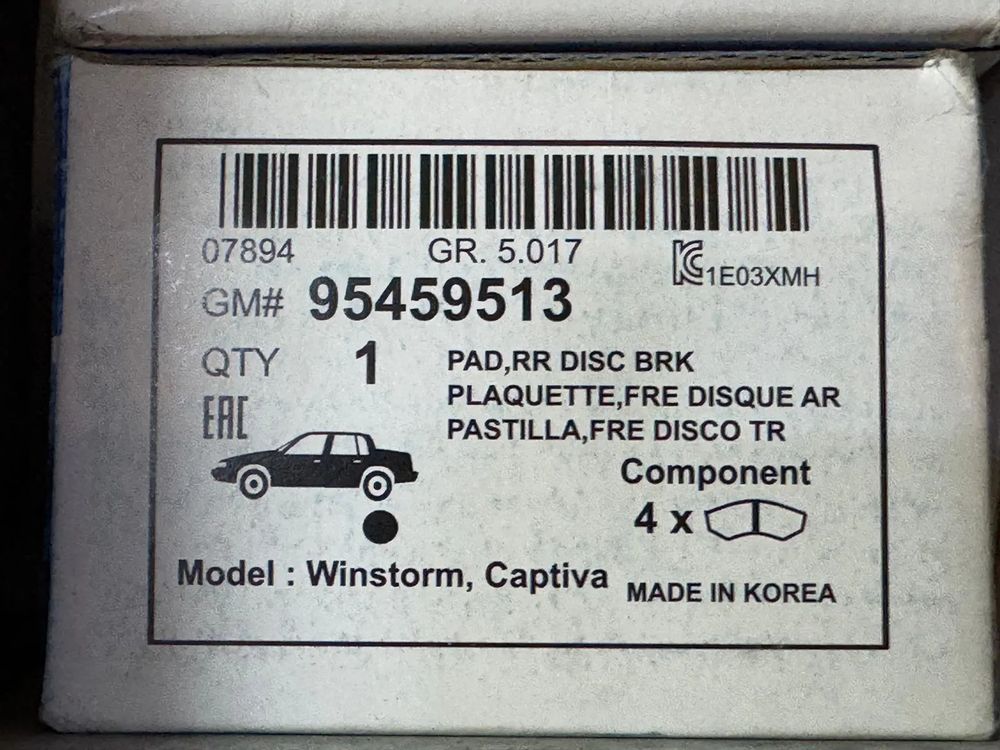 07894 GR. 5.017 1E03XMH
GM# 95459513
QTY 1 PAD,RR DISC BRK
PLAQUETTE,FRE DISQUE AR
EAC PASTILLA,FRE DISCO TR
Component
4 x
Model : Winstorm, Captiva
MADE IN KOREA